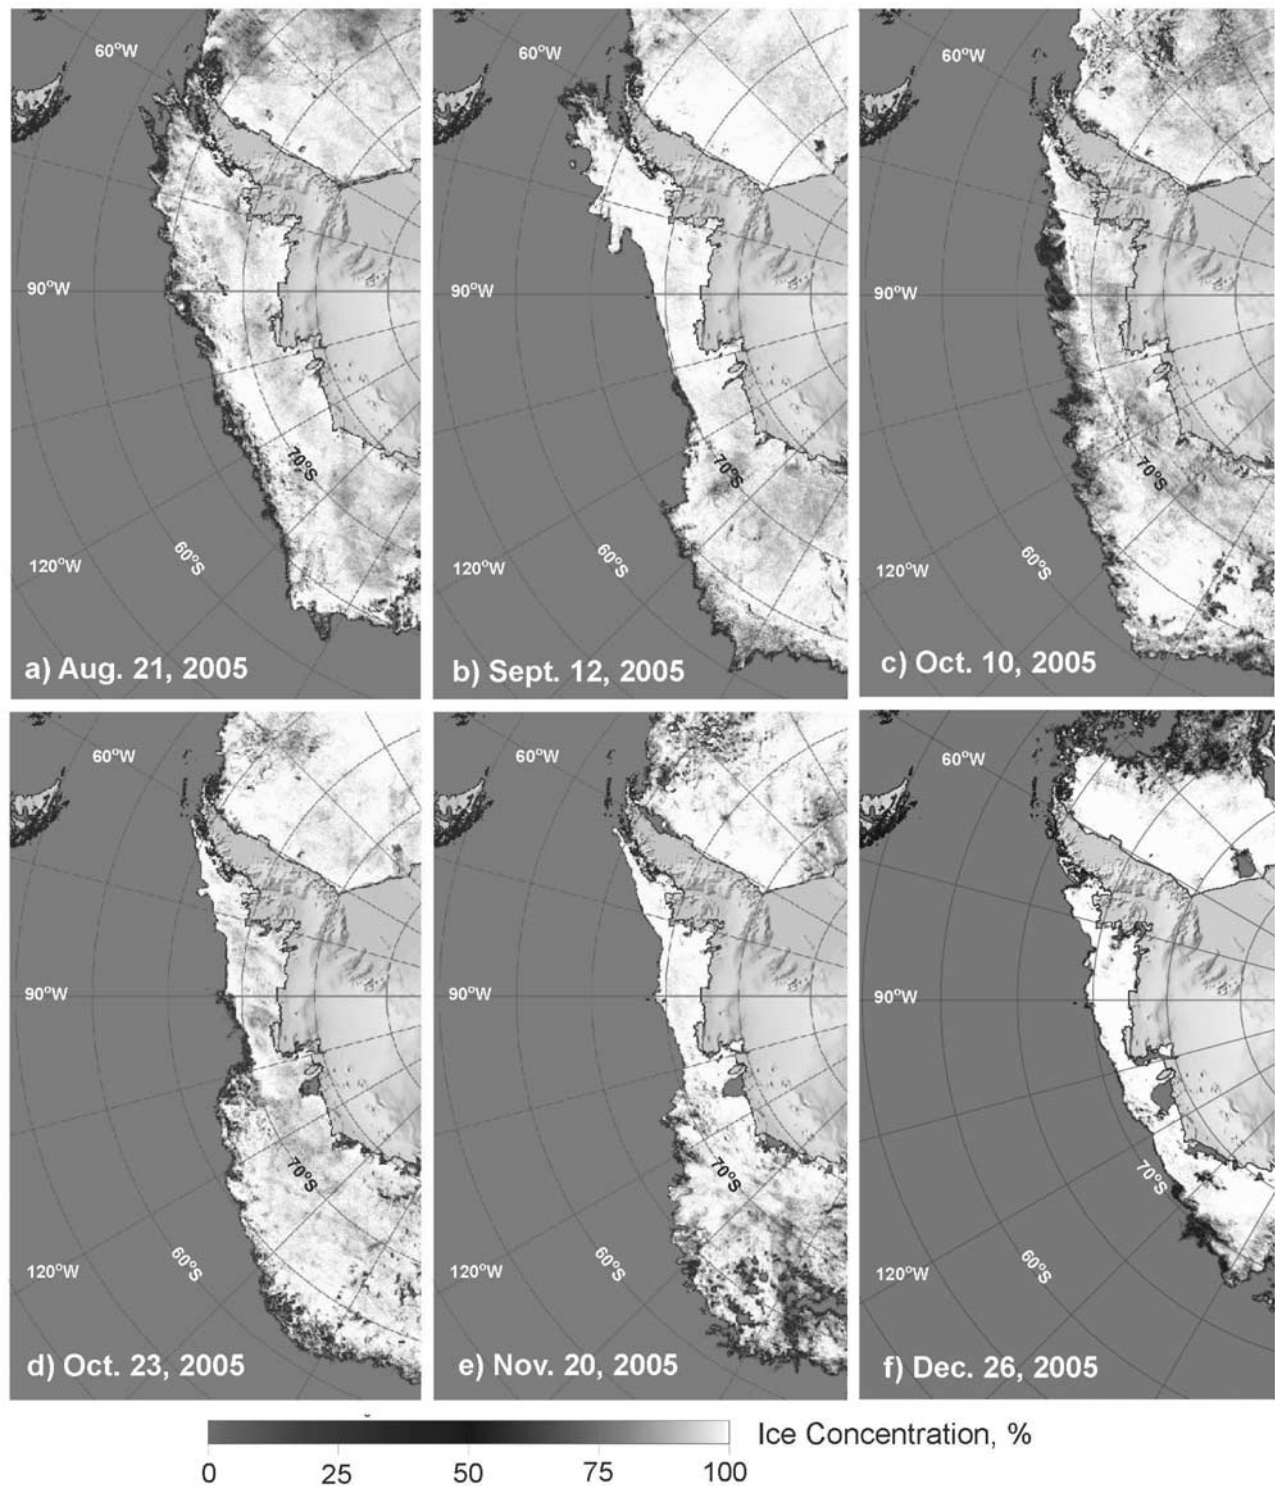 60°W
90°W
70°S
60°S
120°W
a) Aug. 21, 2005
60°W
90°W
70°S
60°S
120°W
b) Sept. 12, 2005
60°W
90°W
70°S
60°S
120°W
c) Oct. 10, 2005
60°W
90°W
70°S
60°S
120°W
d) Oct. 23, 2005
60°W
90°W
70°S
60°S
120°W
e) Nov. 20, 2005
60°W
90°W
70°S
60°S
120°W
f) Dec. 26, 2005
Ice Concentration, %
0 25 50 75 100